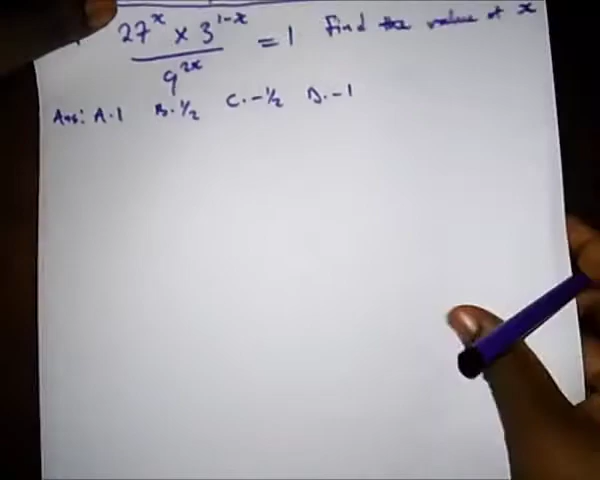 27^x × 3^{1-x} / 9^{2x} = 1 find the value of x
Ans: A. 1 B. 1/2 C. -1/2 D. -1